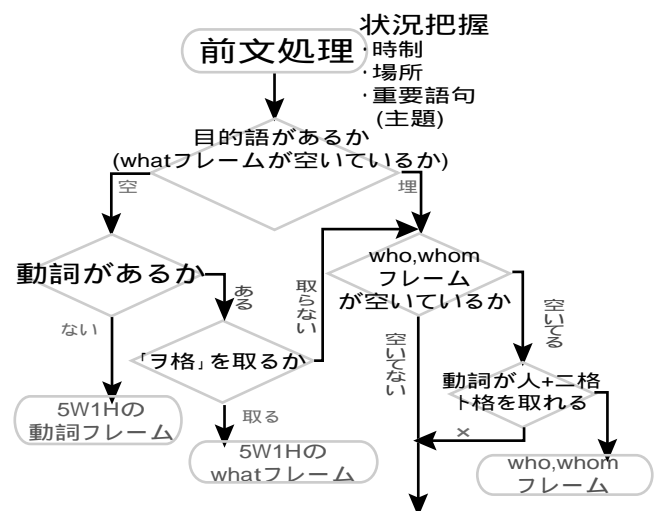 前文処理
状況把握
・時制
・場所
・重要語句
(主題)
目的語があるか
(whatフレームが空いているか)
空
埋
動詞があるか
ある
ない
「ヲ格」を取るか
取らない
取る
who,whom
フレーム
が空いているか
空いてない
空いてる
動詞が人+ニ格
ト格を取れる
×
5W1Hの
動詞フレーム
5W1Hの
whatフレーム
who,whom
フレーム